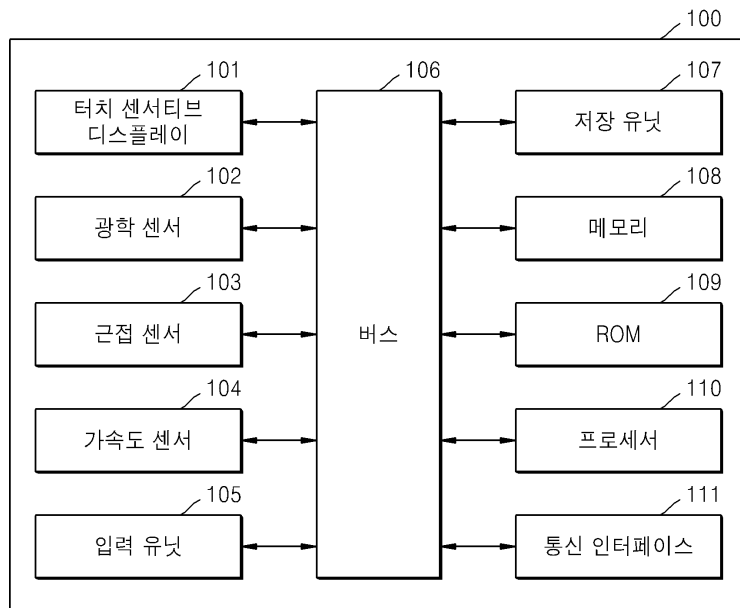 100
101
터치 센서티브
디스플레이
102
광학 센서
103
근접 센서
104
가속도 센서
105
입력 유닛
106
버스
107
저장 유닛
108
메모리
109
ROM
110
프로세서
111
통신 인터페이스